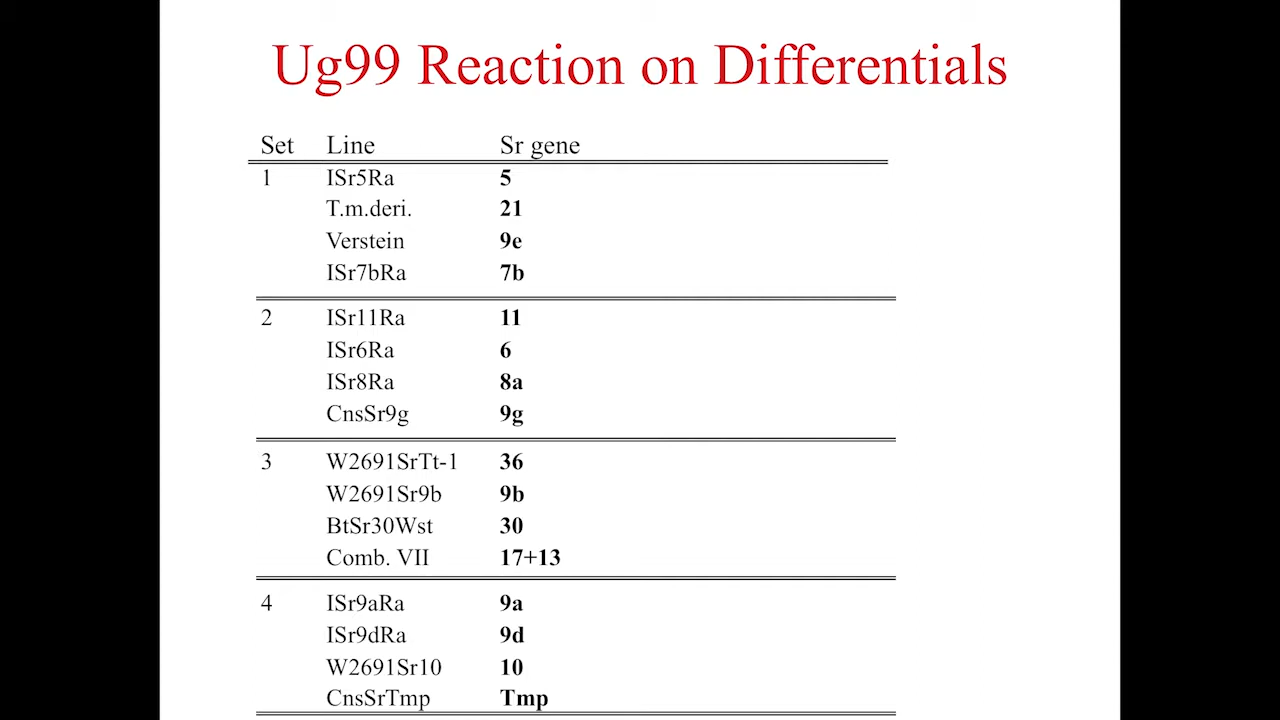 Ug99 Reaction on Differentials
Set Line Sr gene
1 ISr5Ra 5
T.m.deri. 21
Verstein 9e
ISr7bRa 7b
2 ISr11Ra 11
ISr6Ra 6
ISr8Ra 8a
CnsSr9g 9g
3 W2691SrTt-1 36
W2691Sr9b 9b
BtSr30Wst 30
Comb. VII 17+13
4 ISr9aRa 9a
ISr9dRa 9d
W2691Sr10 10
CnsSrTmp Tmp